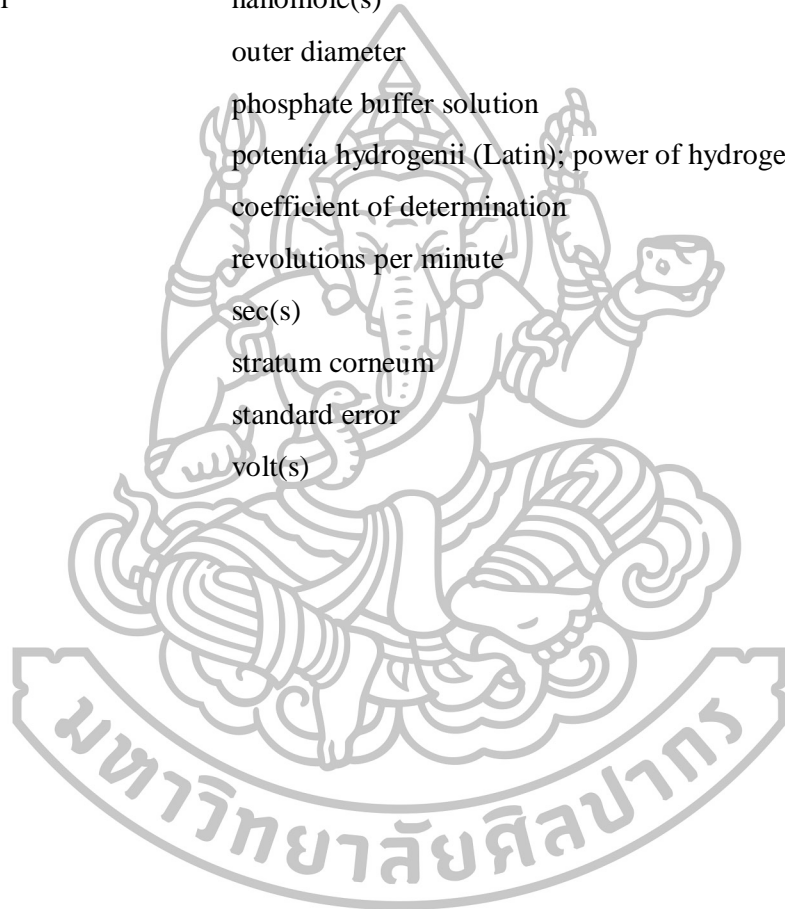 outer diameter
phosphate buffer solution
potentia hydrogenii (Latin); power of hydroge
coefficient of determination
revolutions per minute
sec(s)
stratum corneum
standard error
volt(s)
มหาวิทยาลัยศิลปากร